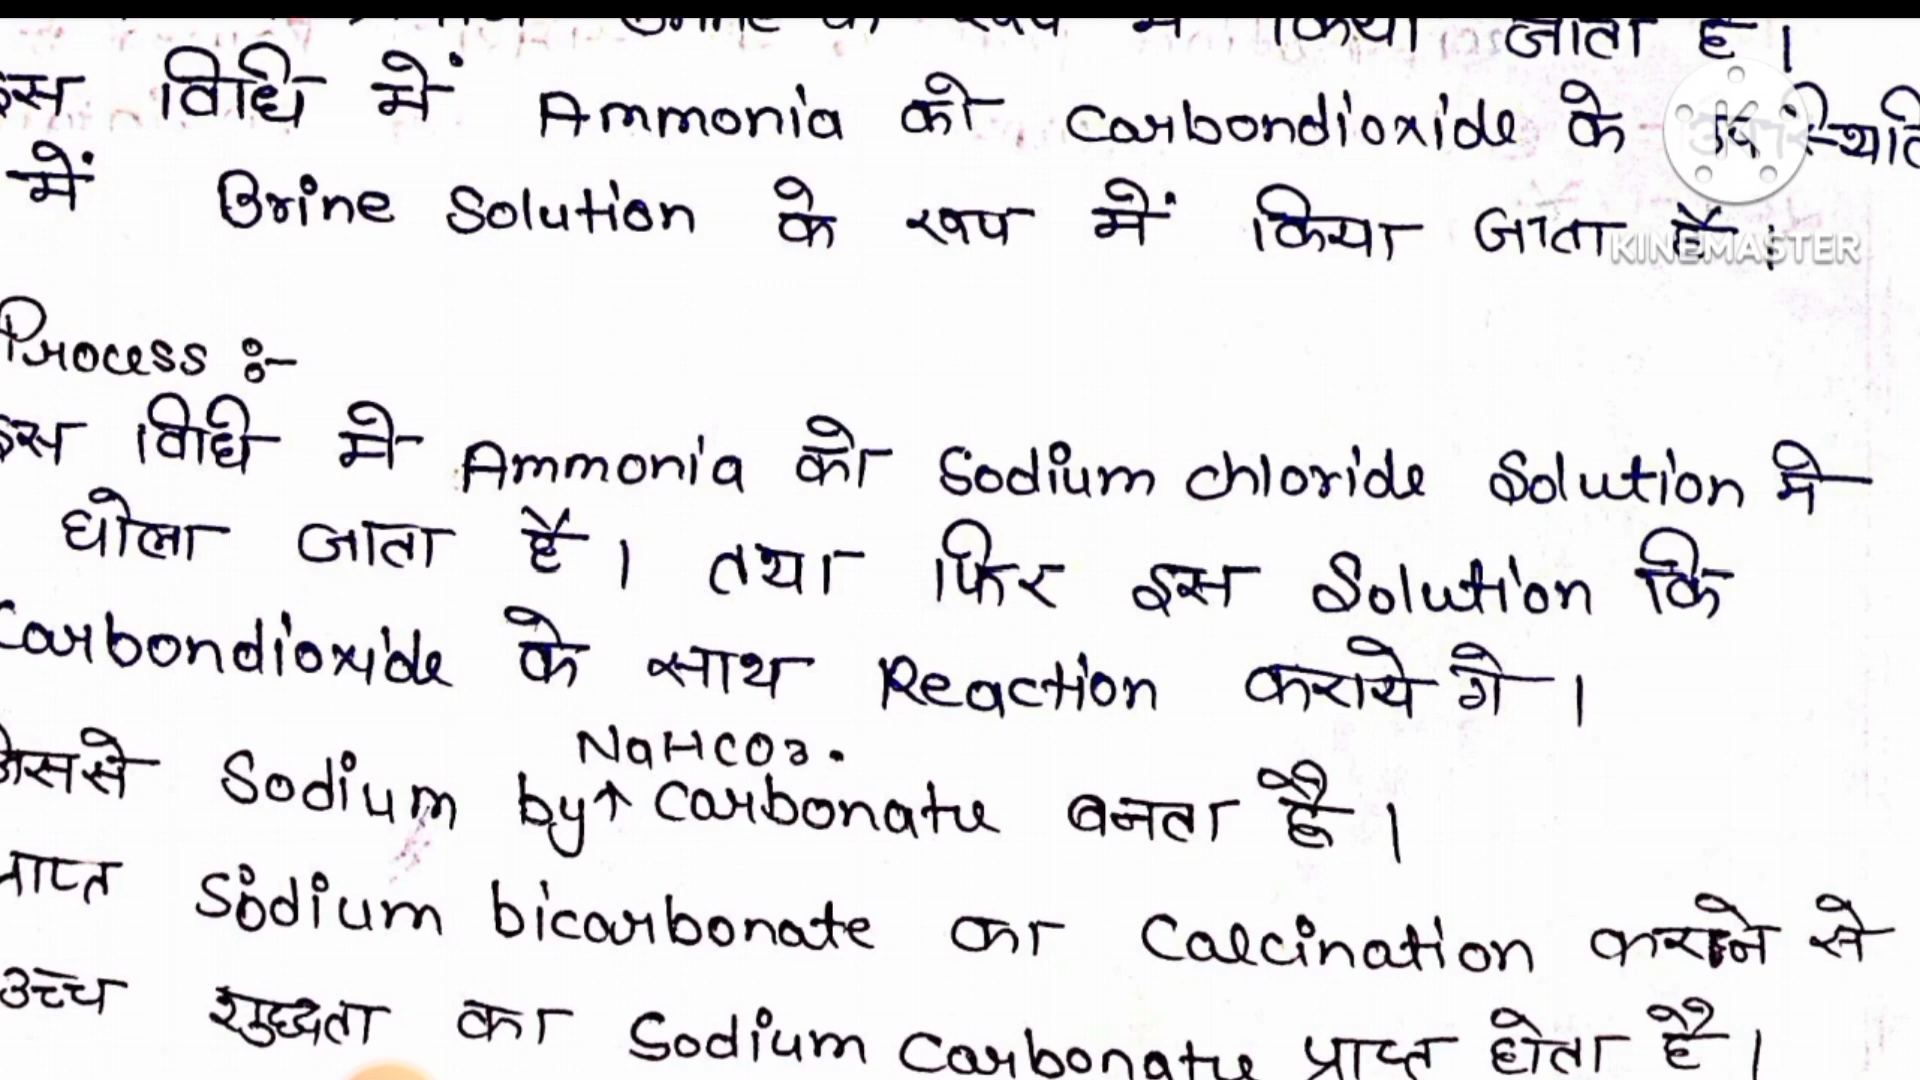 के रूप में किया जाता है।
इस विधि में Ammonia को Carbondioxide के
में Brine Solution के रूप में किया जाता है।
KINEMASTER
Process :-
इस विधि मे Ammonia को Sodium chloride Solution मे
घोला जाता है। तथा फिर इस Solution कि
Carbondioxide के साथ Reaction कराये गे।
NaHCO3.
जिससे Sodium by↑ Carbonate बनता है।
प्राप्त Sodium bicarbonate का Calcination कराने से
उच्च शुद्धता का Sodium Carbonate प्राप्त होता है।